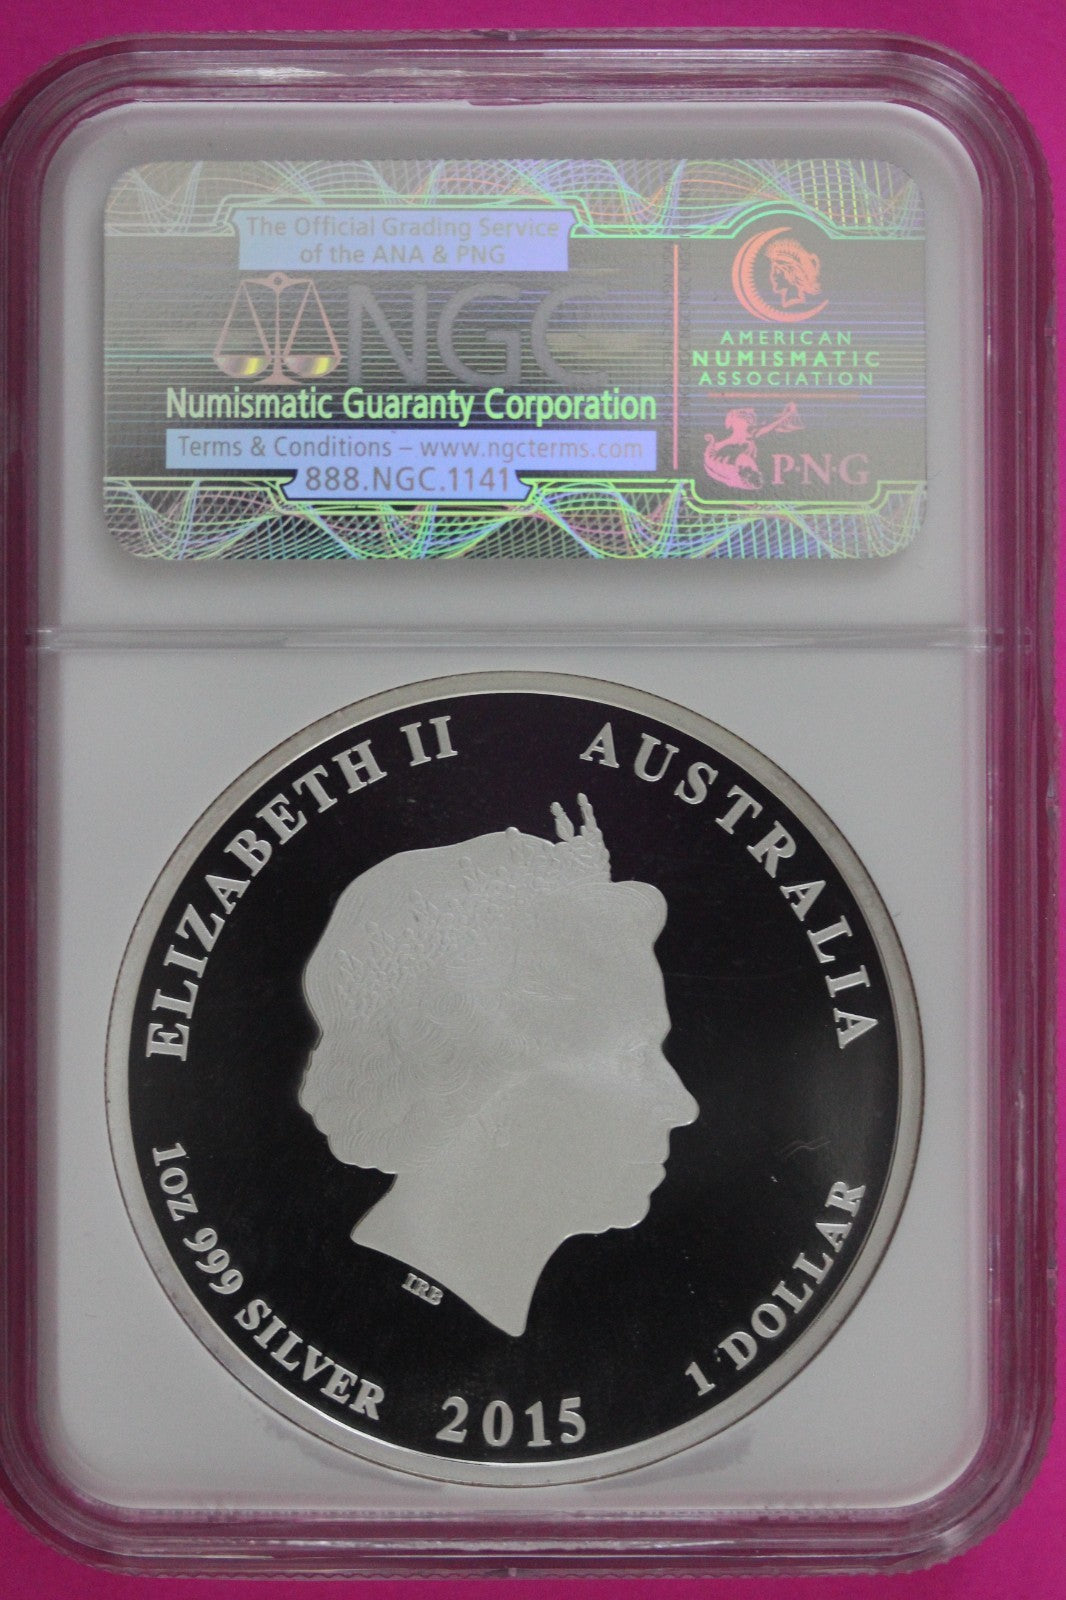 The Official Grading Service
of the ANA & PNG
NGC
Numismatic Guaranty Corporation
Terms & Conditions – www.ngcterms.com
888.NGC.1141
AMERICAN
NUMISMATIC
ASSOCIATION
P·N·G
ELIZABETH II
AUSTRALIA
1OZ 999 SILVER
2015
1 DOLLAR
IRB